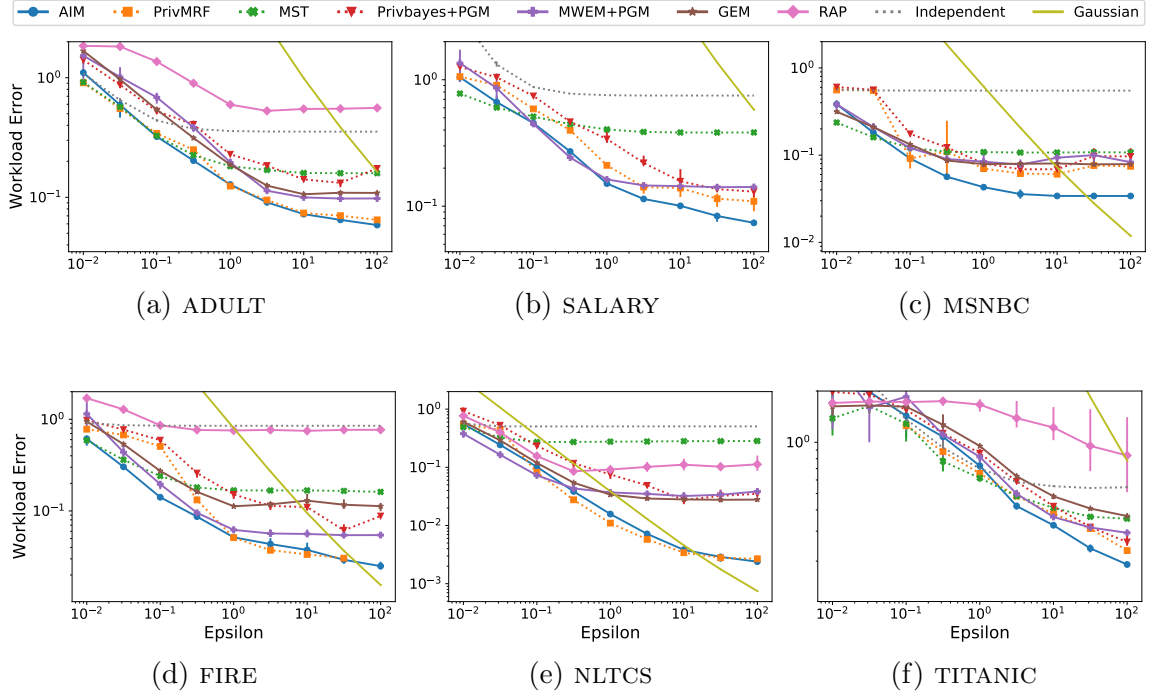 AIM PrivMRF MST Privbayes+PGM MWEM+PGM GEM RAP Independent Gaussian
Workload Error
10⁰
10⁻¹
10⁻² 10⁻¹ 10⁰ 10¹ 10²
(a) ADULT
10⁰
10⁻¹
10⁻² 10⁻¹ 10⁰ 10¹ 10²
(b) SALARY
10⁰
10⁻¹
10⁻²
10⁻² 10⁻¹ 10⁰ 10¹ 10²
(c) MSNBC
Workload Error
10⁰
10⁻¹
10⁻² 10⁻¹ 10⁰ 10¹ 10²
Epsilon
(d) FIRE
10⁰
10⁻¹
10⁻²
10⁻³
10⁻² 10⁻¹ 10⁰ 10¹ 10²
Epsilon
(e) NLTCS
10⁰
10⁻² 10⁻¹ 10⁰ 10¹ 10²
Epsilon
(f) TITANIC